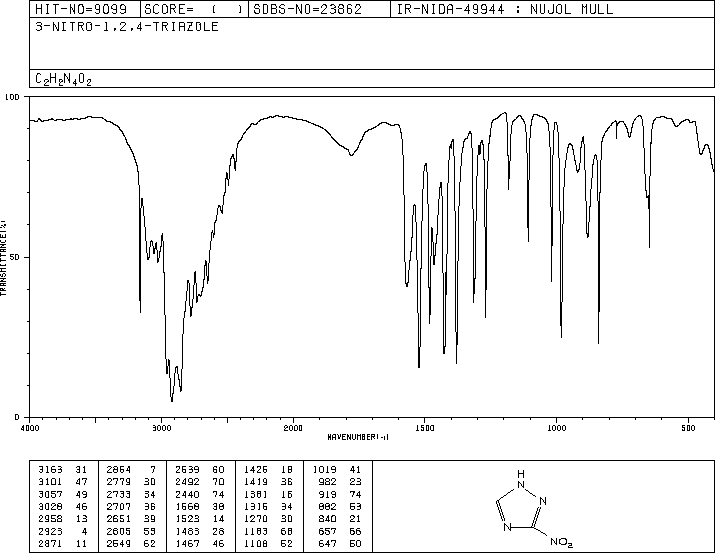 HIT-NO=9099 SCORE= ( ) SDBS-NO=23862 IR-NIDA-49944 : NUJOL MULL
3-NITRO-1,2,4-TRIAZOLE
C2H2N4O2
100
50
0
TRANSMITTANCE(%)
4000 3000 2000 1500 1000 500
WAVENUMBER(-1)
3163 31 2854 7 2539 60 1426 18 1019 41
3101 47 2779 30 2492 70 1419 36 982 23
3057 49 2733 34 2440 74 1381 16 919 74
3028 46 2707 36 1568 38 1316 34 882 53
2958 13 2651 39 1523 14 1270 30 840 21
2923 4 2605 53 1483 28 1183 68 657 66
2871 11 2549 62 1467 46 1108 52 647 50
H
N
N
N
NO2